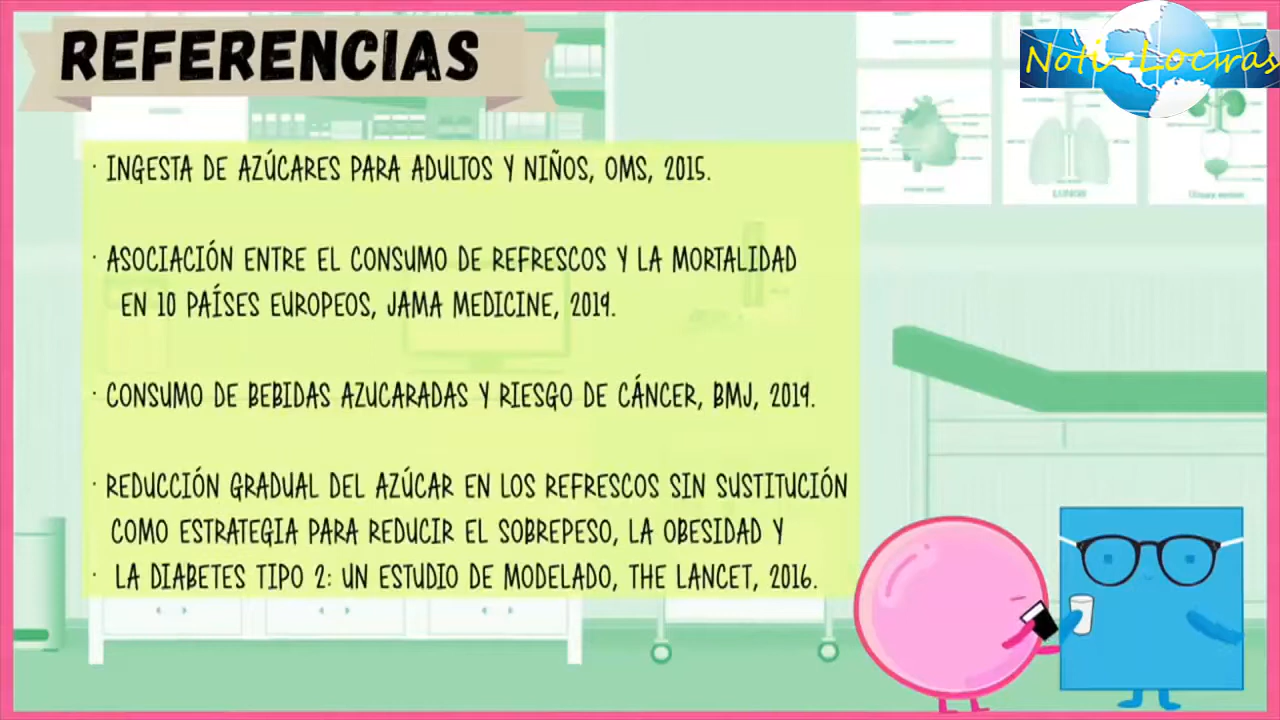 REFERENCIAS
Noti-Locuras
· INGESTA DE AZÚCARES PARA ADULTOS Y NIÑOS, OMS, 2015.
· ASOCIACIÓN ENTRE EL CONSUMO DE REFRESCOS Y LA MORTALIDAD
EN 10 PAÍSES EUROPEOS, JAMA MEDICINE, 2019.
· CONSUMO DE BEBIDAS AZUCARADAS Y RIESGO DE CÁNCER, BMJ, 2019.
· REDUCCIÓN GRADUAL DEL AZÚCAR EN LOS REFRESCOS SIN SUSTITUCIÓN
COMO ESTRATEGIA PARA REDUCIR EL SOBREPESO, LA OBESIDAD Y
· LA DIABETES TIPO 2: UN ESTUDIO DE MODELADO, THE LANCET, 2016.
LUNGS